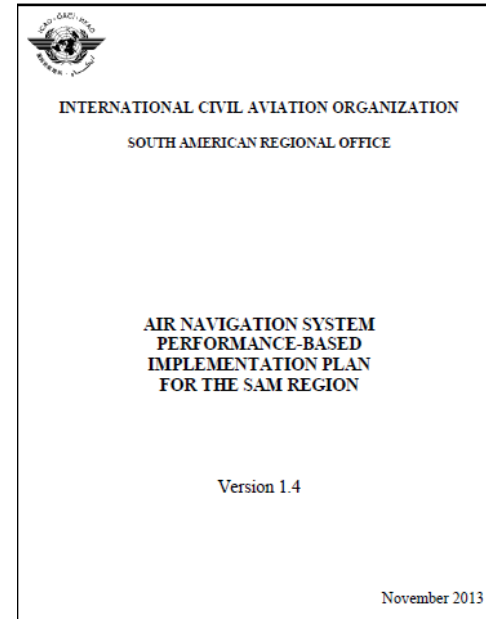 INTERNATIONAL CIVIL AVIATION ORGANIZATION
SOUTH AMERICAN REGIONAL OFFICE
AIR NAVIGATION SYSTEM
PERFORMANCE-BASED
IMPLEMENTATION PLAN
FOR THE SAM REGION
Version 1.4
November 2013